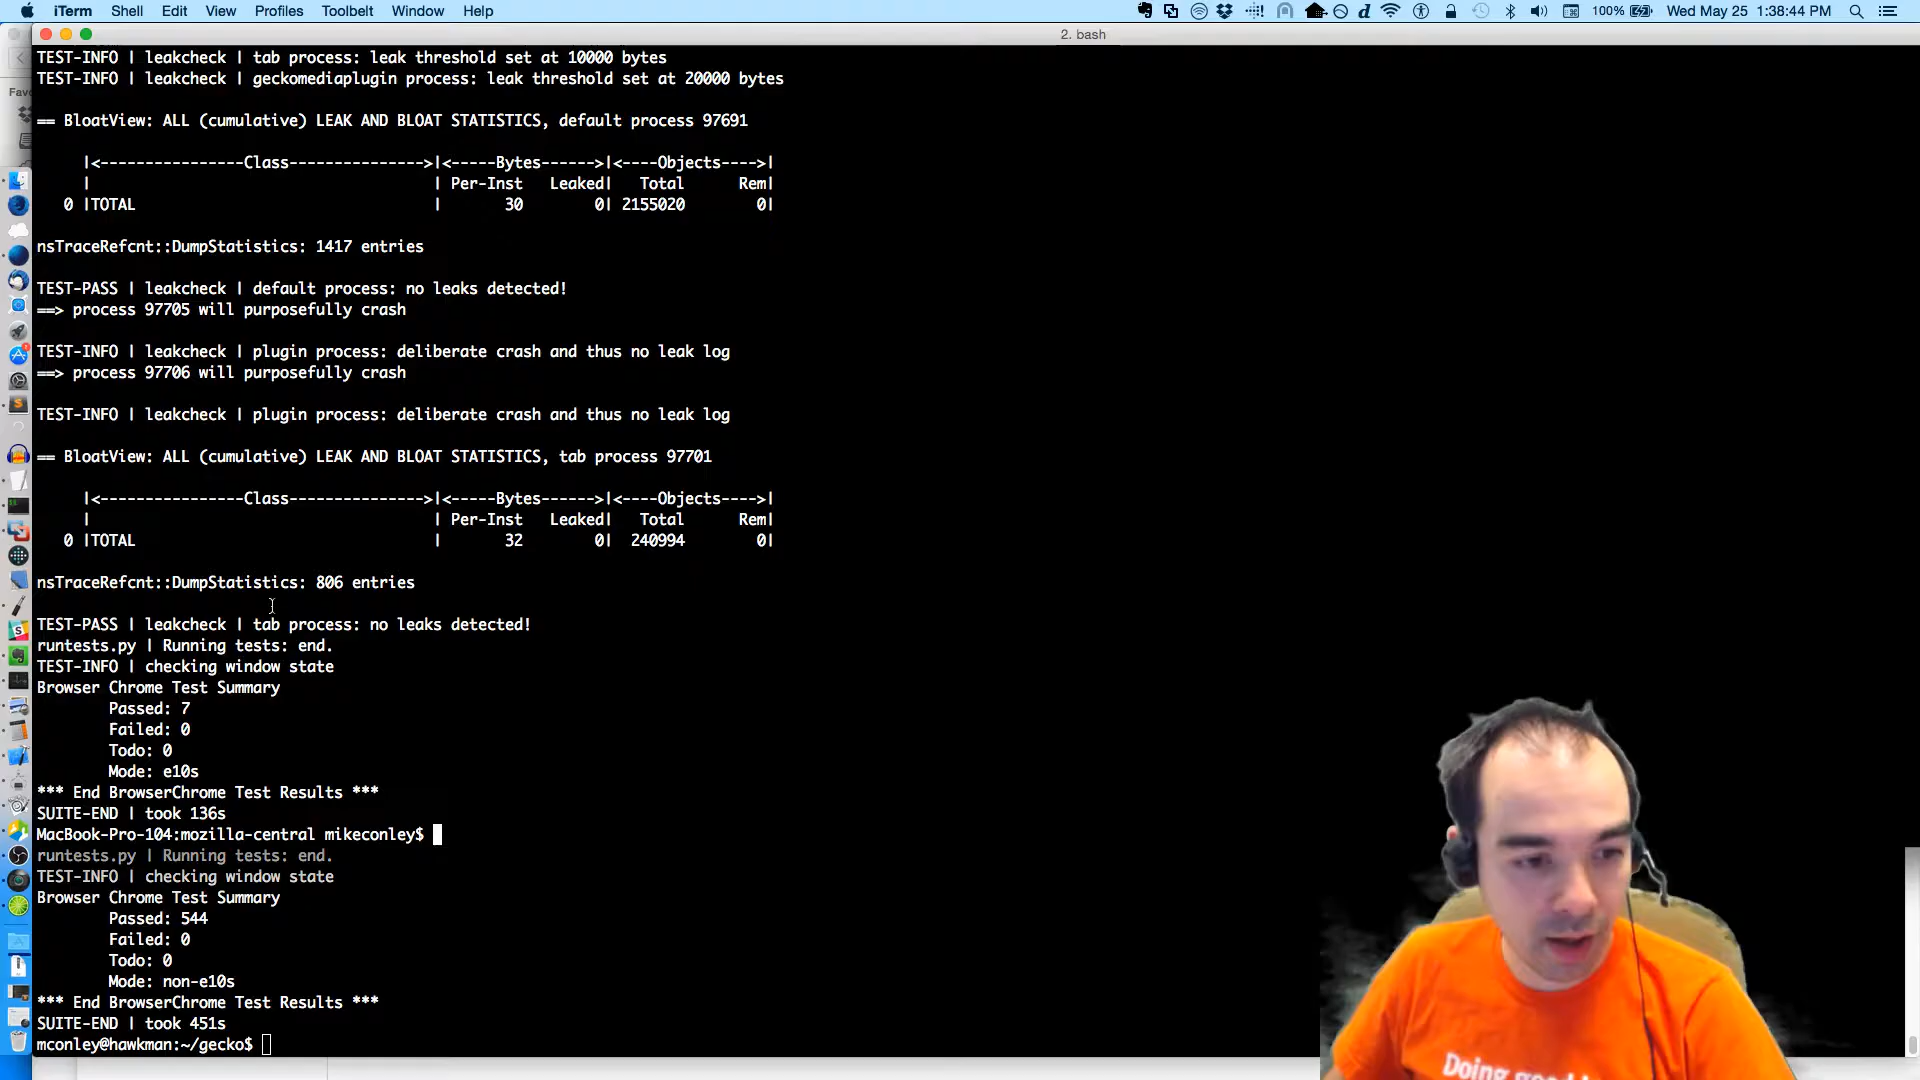 iTerm Shell Edit View Profiles Toolbelt Window Help 100% Wed May 25 1:38:44 PM
2. bash
Fav
TEST-INFO | leakcheck | tab process: leak threshold set at 10000 bytes
TEST-INFO | leakcheck | geckomediaplugin process: leak threshold set at 20000 bytes
== BloatView: ALL (cumulative) LEAK AND BLOAT STATISTICS, default process 97691
|<----------------Class--------------->|<-----Bytes------>|<----Objects---->|
| | Per-Inst Leaked| Total Rem|
0 |TOTAL | 30 0| 2155020 0|
nsTraceRefcnt::DumpStatistics: 1417 entries
TEST-PASS | leakcheck | default process: no leaks detected!
==> process 97705 will purposefully crash
TEST-INFO | leakcheck | plugin process: deliberate crash and thus no leak log
==> process 97706 will purposefully crash
TEST-INFO | leakcheck | plugin process: deliberate crash and thus no leak log
== BloatView: ALL (cumulative) LEAK AND BLOAT STATISTICS, tab process 97701
|<----------------Class--------------->|<-----Bytes------>|<----Objects---->|
| | Per-Inst Leaked| Total Rem|
0 |TOTAL | 32 0| 240994 0|
nsTraceRefcnt::DumpStatistics: 806 entries
TEST-PASS | leakcheck | tab process: no leaks detected!
runtests.py | Running tests: end.
TEST-INFO | checking window state
Browser Chrome Test Summary
Passed: 7
Failed: 0
Todo: 0
Mode: e10s
*** End BrowserChrome Test Results ***
SUITE-END | took 136s
MacBook-Pro-104:mozilla-central mikeconley$
runtests.py | Running tests: end.
TEST-INFO | checking window state
Browser Chrome Test Summary
Passed: 544
Failed: 0
Todo: 0
Mode: non-e10s
*** End BrowserChrome Test Results ***
SUITE-END | took 451s
mconley@hawkman:~/gecko$
Doing good is